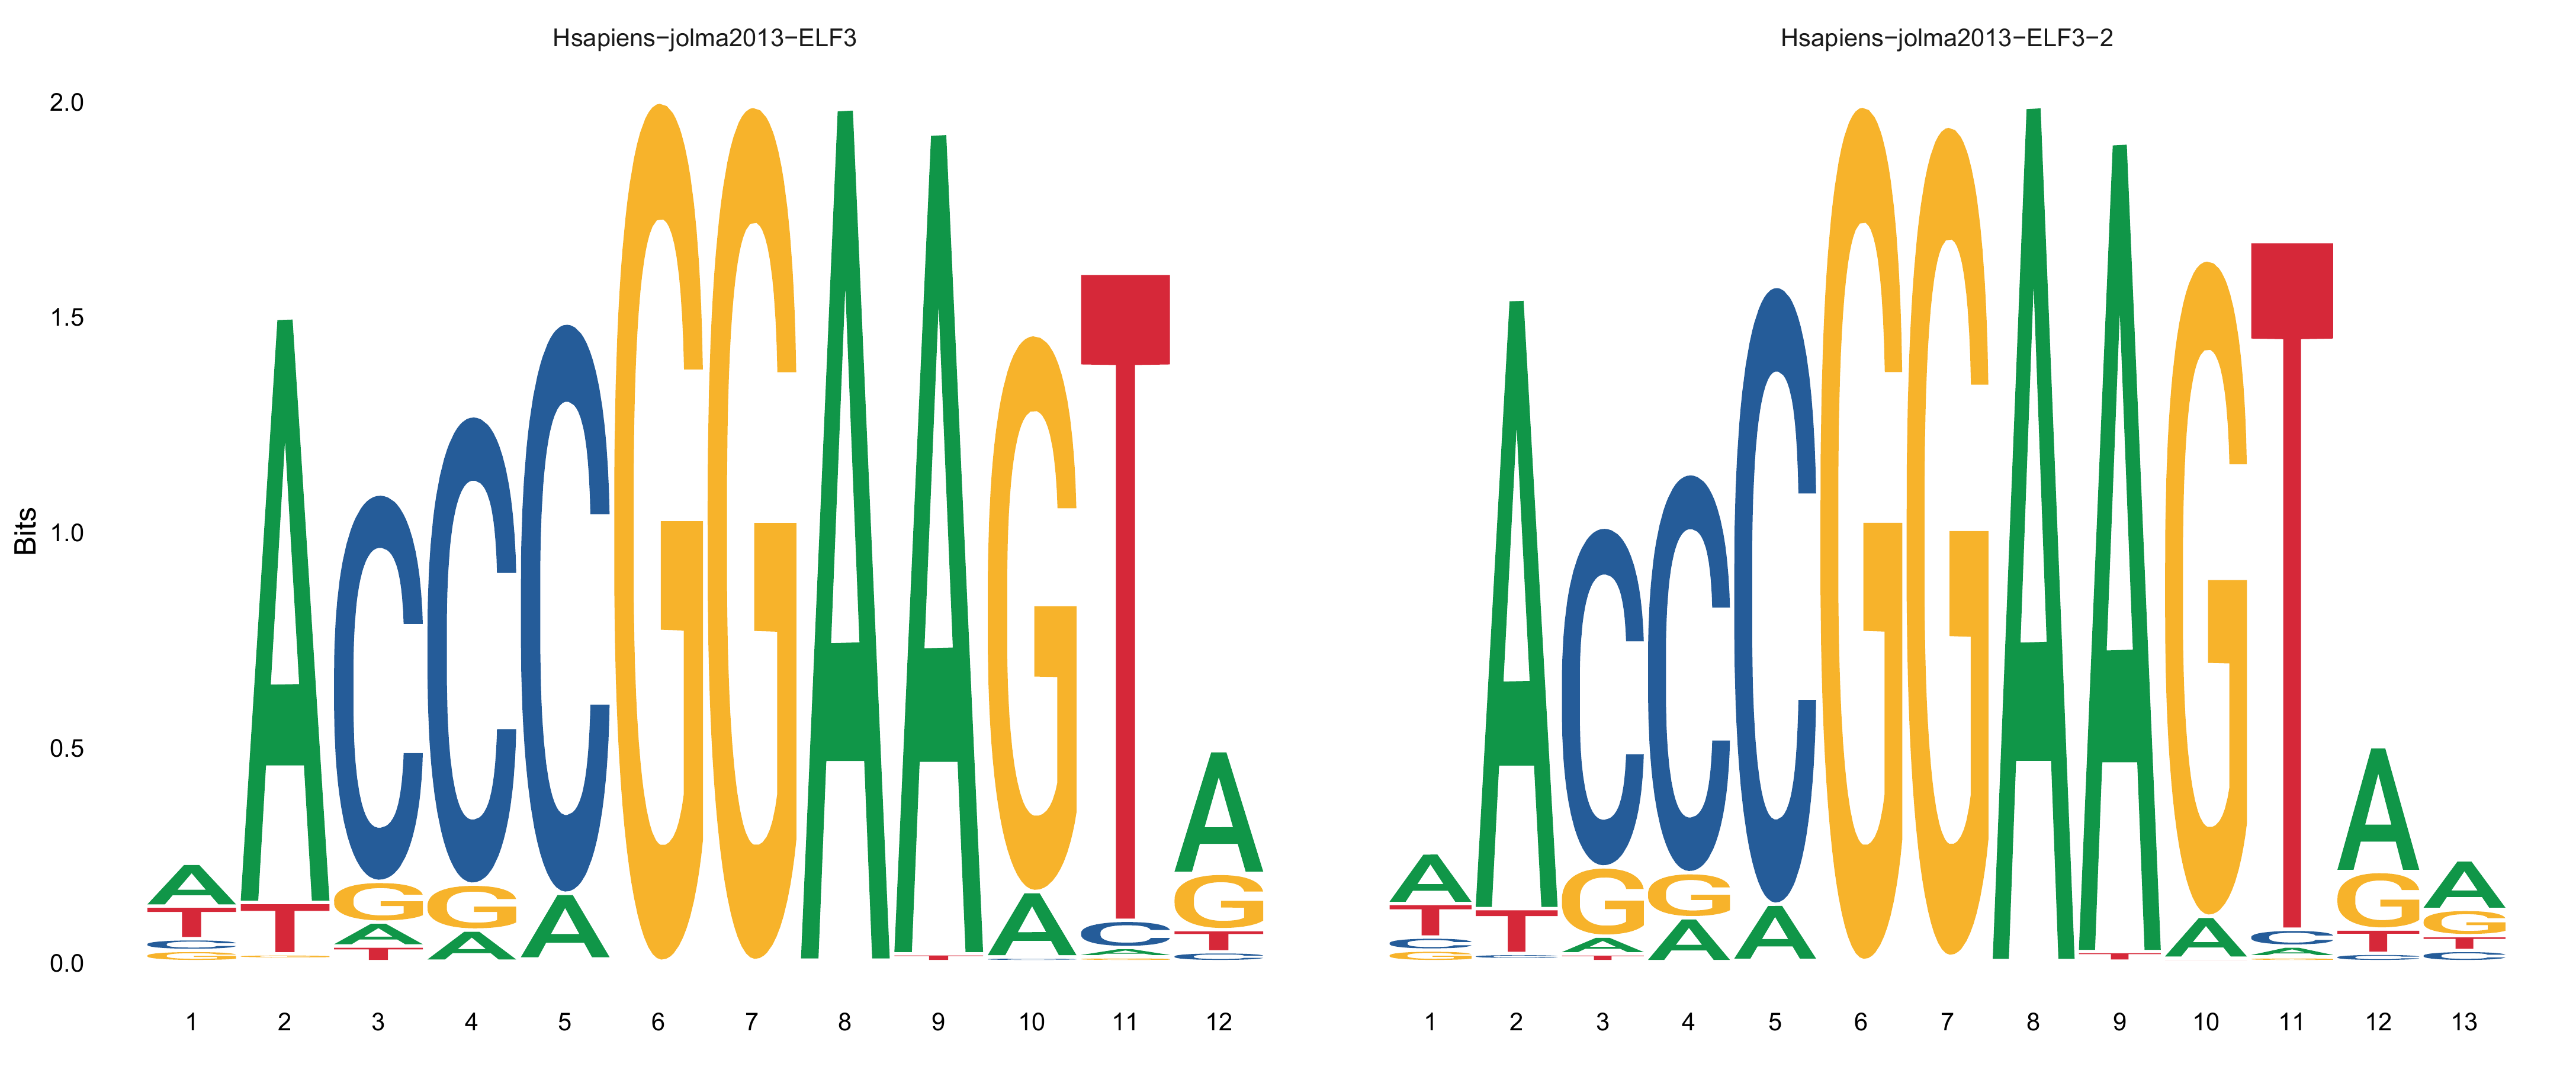 Hsapiens−jolma2013−ELF3
Hsapiens−jolma2013−ELF3−2
2.0
1.5
1.0
0.5
0.0
Bits
A T C G
A T G
C G A T
C G A
C A
G
G
A
A T
G A C
T C A G
A G T C
1 2 3 4 5 6 7 8 9 10 11 12
A T C G
A T C
C G A T
C G A
C A
G
G
A
A T
G A
T C A G
A G T C
A G T C
1 2 3 4 5 6 7 8 9 10 11 12 13